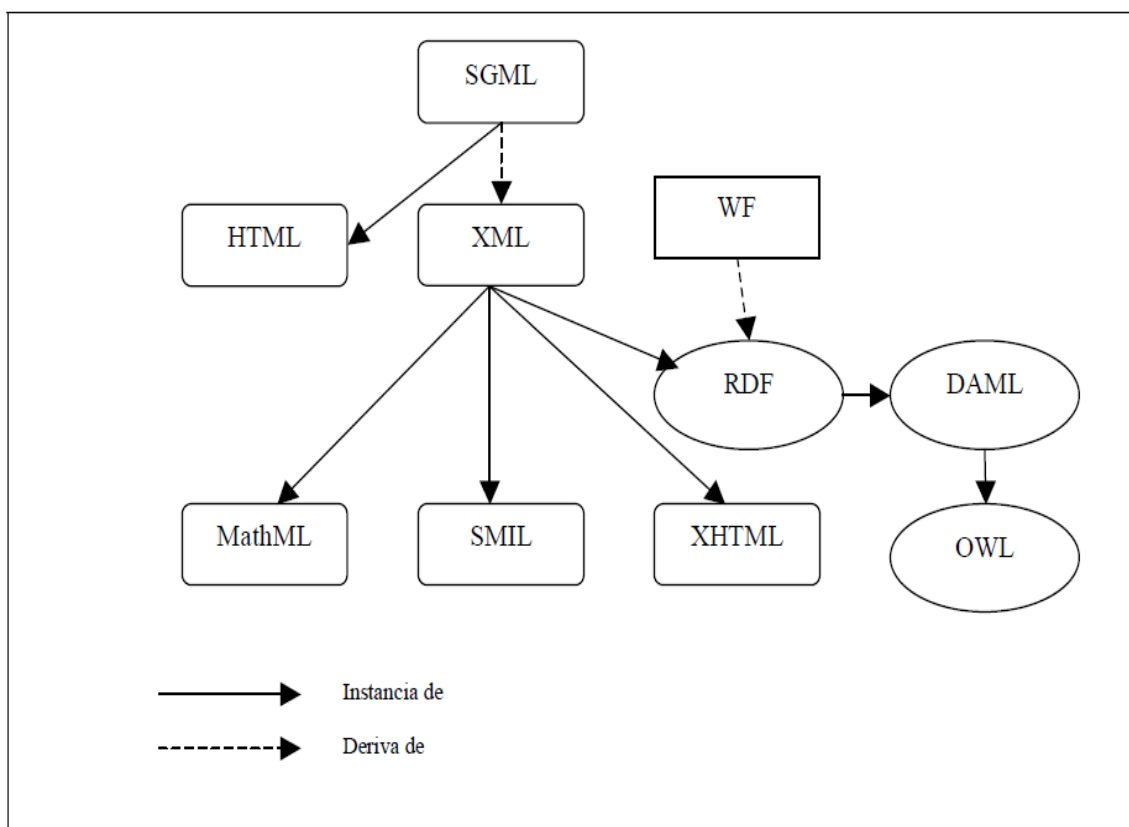 SGML
HTML
XML
WF
RDF
DAML
MathML
SMIL
XHTML
OWL
Instancia de
Deriva de